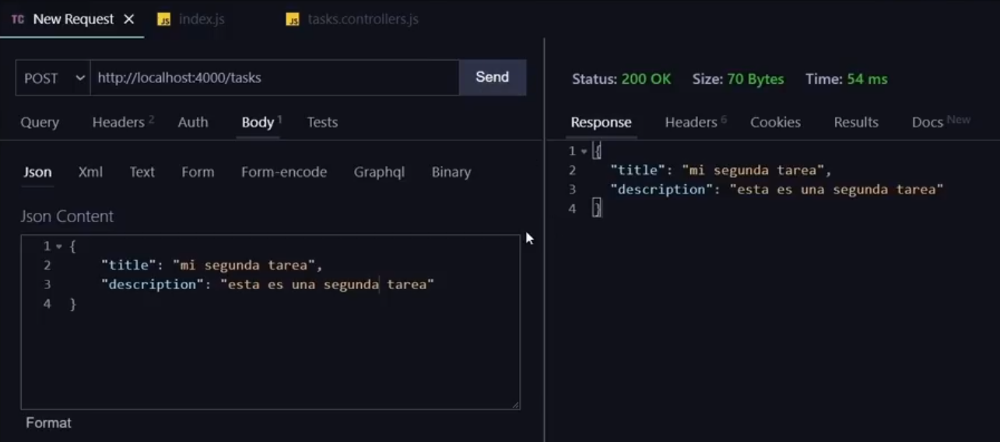 TC New Request × JS index.js JS tasks.controllers.js
POST http://localhost:4000/tasks Send
Query Headers 2 Auth Body 1 Tests
Json Xml Text Form Form-encode Graphql Binary
Json Content
1 {
2 "title": "mi segunda tarea",
3 "description": "esta es una segunda tarea"
4 }
Format
Status: 200 OK Size: 70 Bytes Time: 54 ms
Response Headers 6 Cookies Results Docs New
1 {
2 "title": "mi segunda tarea",
3 "description": "esta es una segunda tarea"
4 }